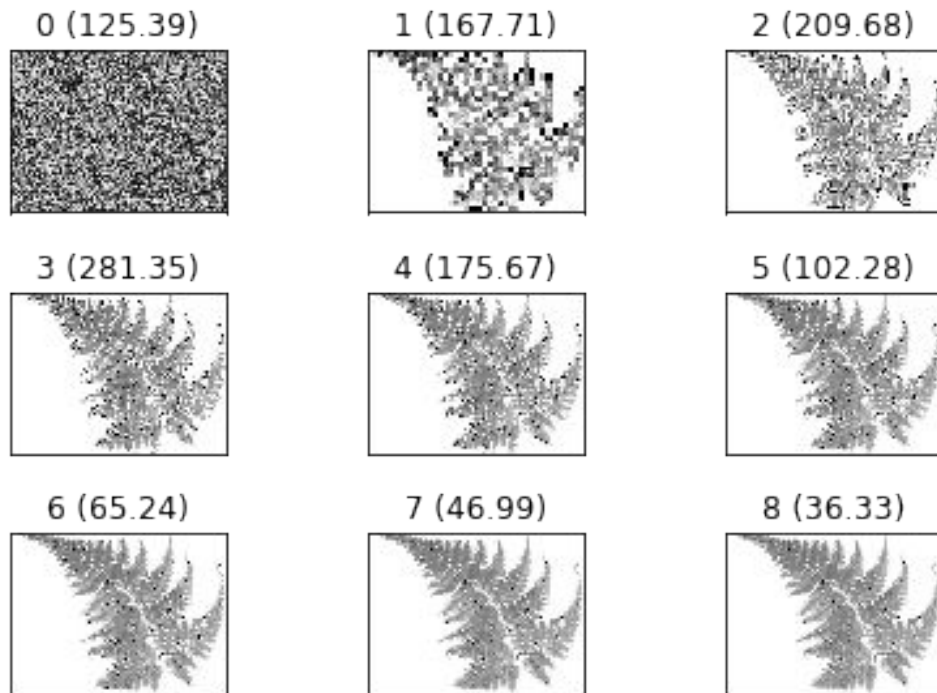 0 (125.39) 1 (167.71) 2 (209.68)
3 (281.35) 4 (175.67) 5 (102.28)
6 (65.24) 7 (46.99) 8 (36.33)